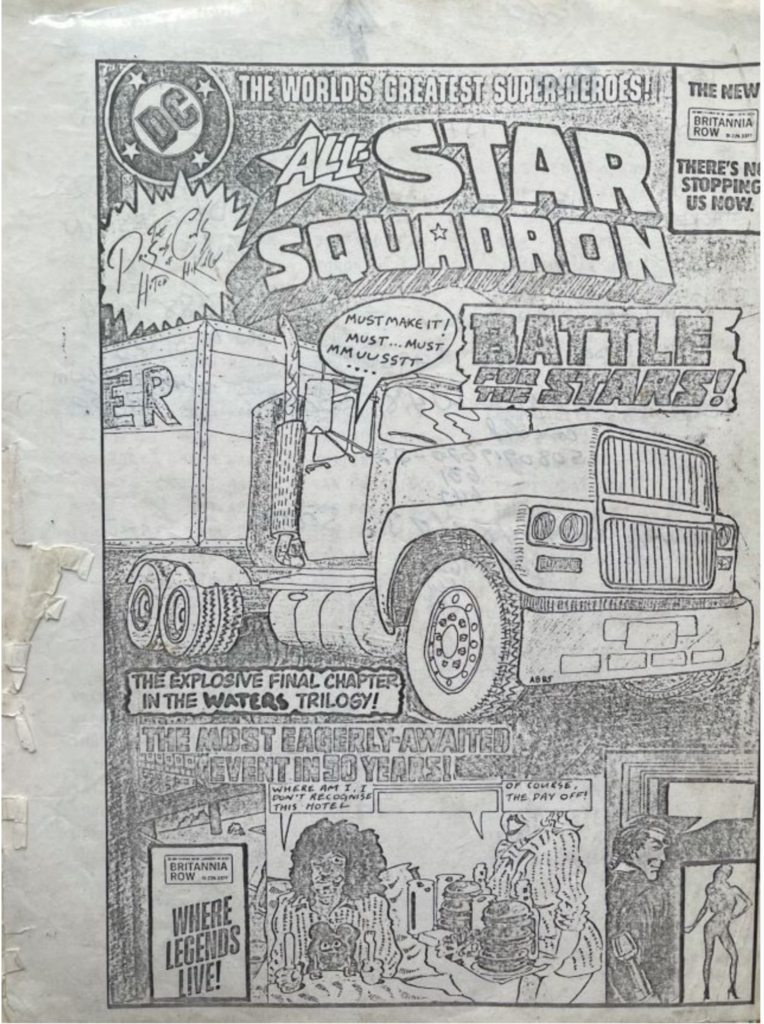 DC
THE WORLD'S GREATEST SUPER-HEROES!
ALL-STAR
SQUADRON
THE NEW
BRITANNIA
ROW
THERE'S N
STOPPING
US NOW.
MUST MAKE IT!
MUST... MUST
MMUUSSTT
....
BATTLE
FOR THE STARS!
ER
ABRT
THE EXPLOSIVE FINAL CHAPTER
IN THE WATERS TRILOGY!
THE MOST EAGERLY-AWAITED
EVENT IN 30 YEARS!
WHERE AM I, I
DON'T RECOGNISE
THIS HOTEL
OF COURSE,
THE DAY OFF!
BRITANNIA
ROW
WHERE
LEGENDS
LIVE!